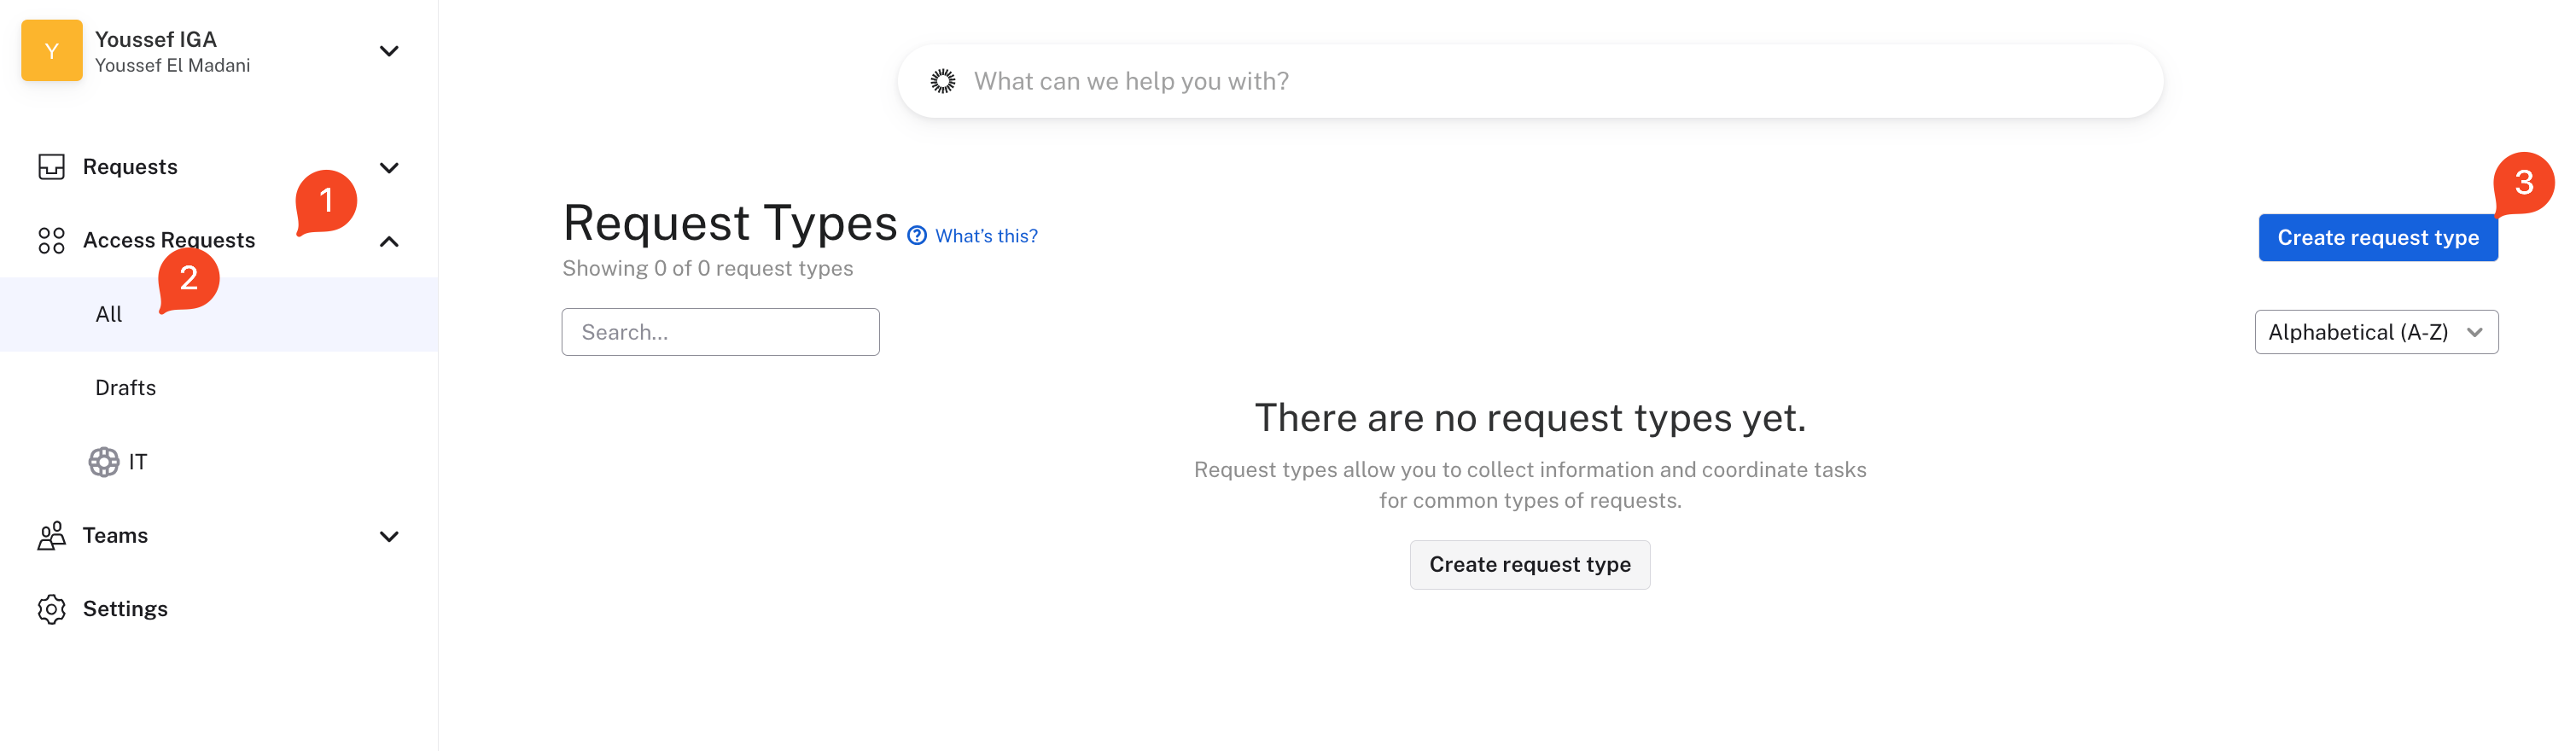 Y
Youssef IGA
Youssef El Madani
Requests
1
Access Requests
2
All
Drafts
IT
Teams
Settings
What can we help you with?
3
Request Types
What's this?
Create request type
Showing 0 of 0 request types
Search...
Alphabetical (A-Z)
There are no request types yet.
Request types allow you to collect information and coordinate tasks
for common types of requests.
Create request type